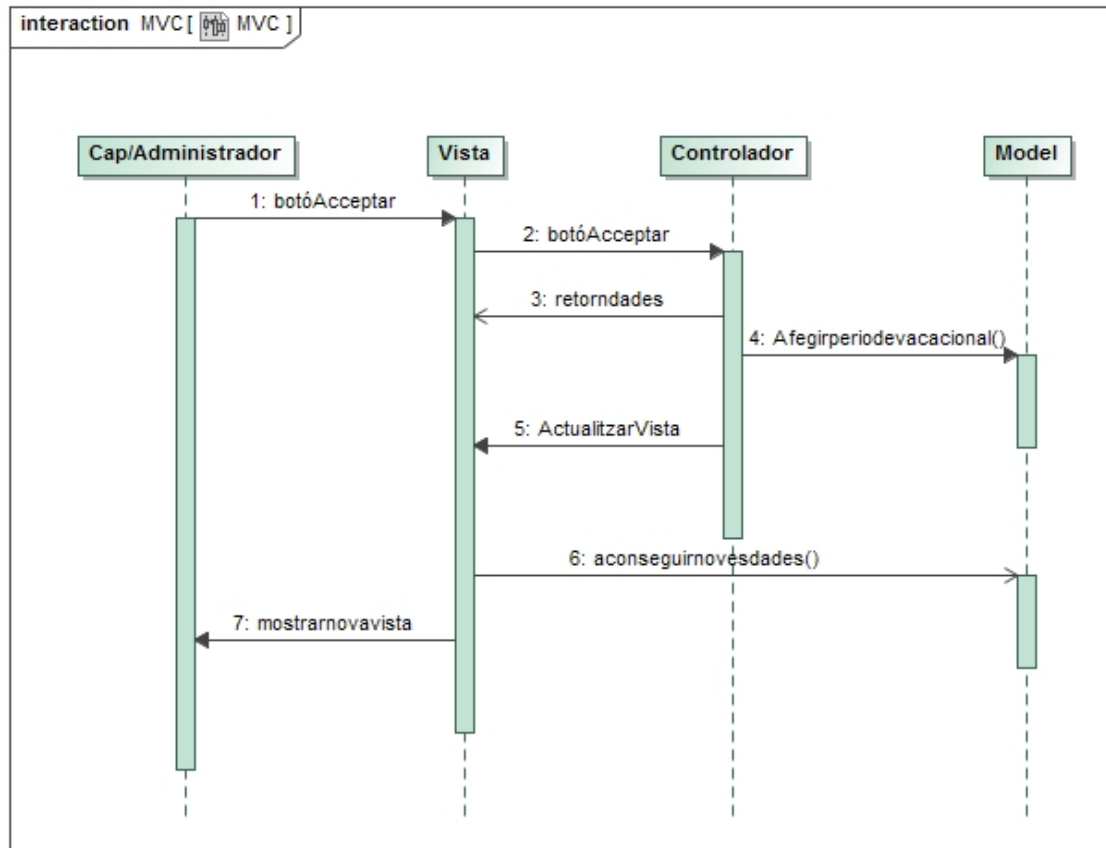 interaction MVC[ MVC ]
Cap/Administrador
Vista
Controlador
Model
1: botóAcceptar
2: botóAcceptar
3: retorndades
4: Afegirperiodevacacional()
5: ActualitzarVista
6: aconseguirnovesdades()
7: mostrarnovavista